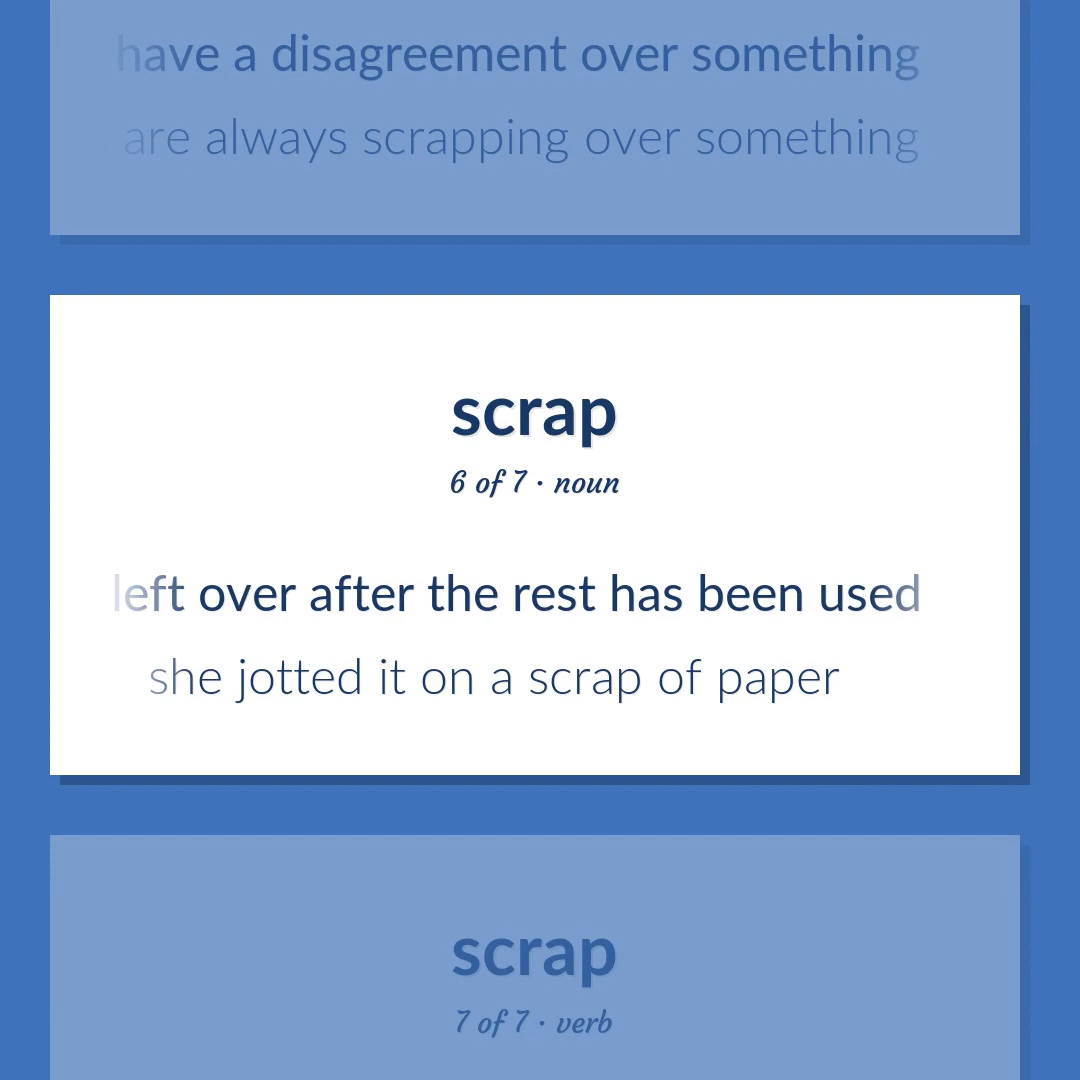 have a disagreement over something
are always scrapping over something
scrap
6 of 7 · noun
left over after the rest has been used
she jotted it on a scrap of paper
scrap
7 of 7 · verb